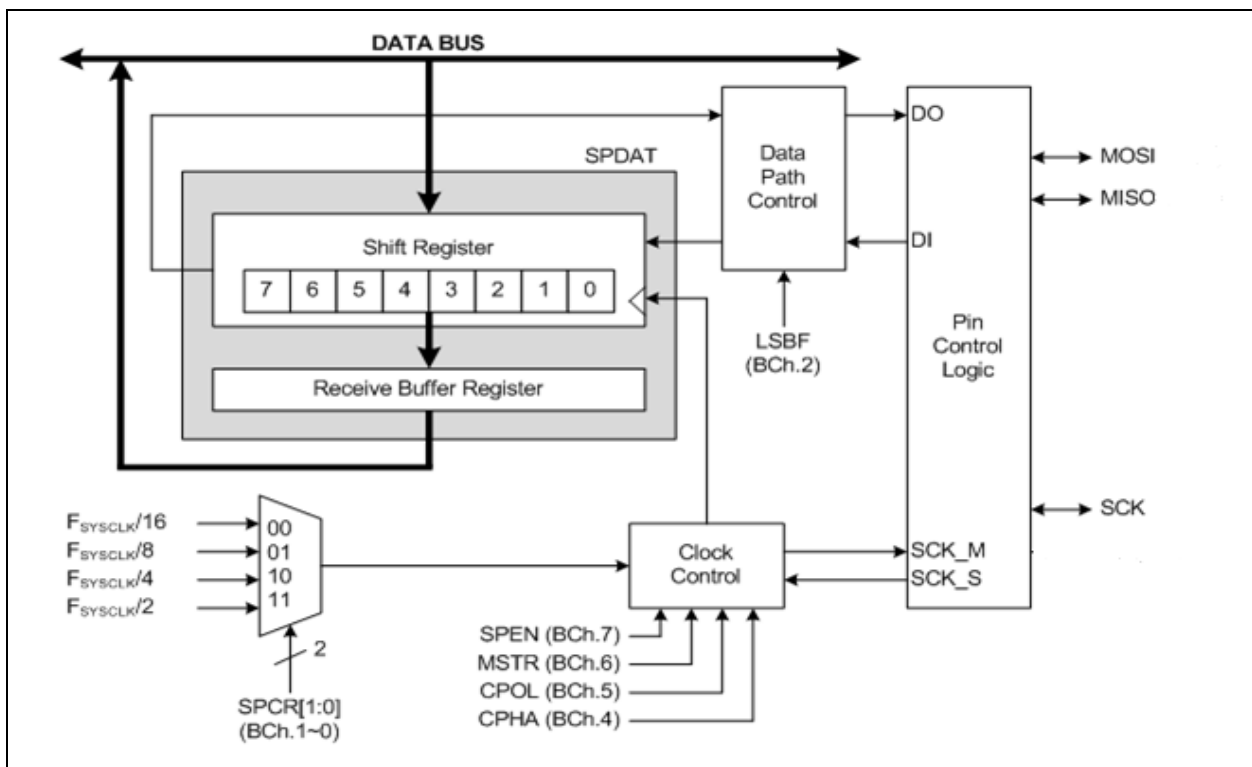 DATA BUS
SPDAT
Shift Register
7 6 5 4 3 2 1 0
Receive Buffer Register
Data
Path
Control
LSBF
(BCh.2)
DO
DI
Pin
Control
Logic
SCK_M
SCK_S
MOSI
MISO
SCK
FSYSCLK/16
FSYSCLK/8
FSYSCLK/4
FSYSCLK/2
00
01
10
11
2
SPCR[1:0]
(BCh.1~0)
Clock
Control
SPEN (BCh.7)
MSTR (BCh.6)
CPOL (BCh.5)
CPHA (BCh.4)